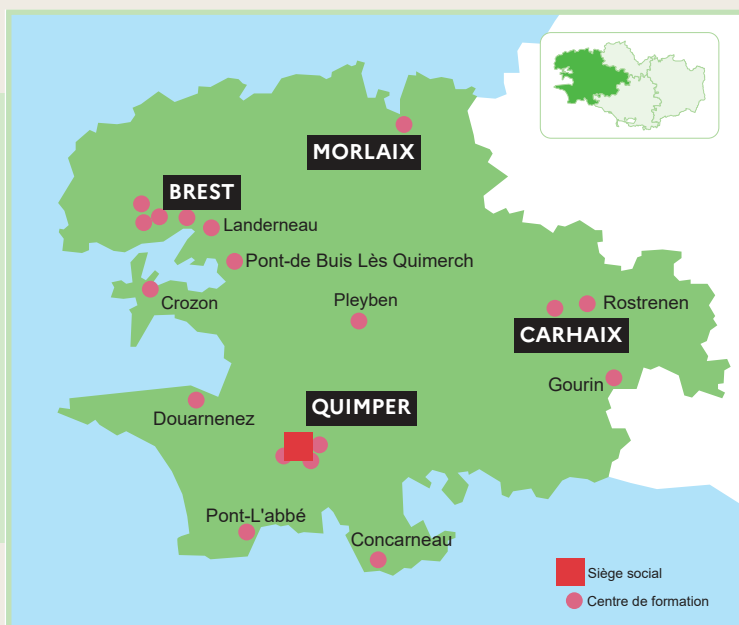 MORLAIX
BREST
Landerneau
Pont-de Buis Lès Quimerch
Crozon
Pleyben
Rostrenen
CARHAIX
Gourin
QUIMPER
Douarnenez
Pont-L'abbé
Concarneau
Siège social
Centre de formation